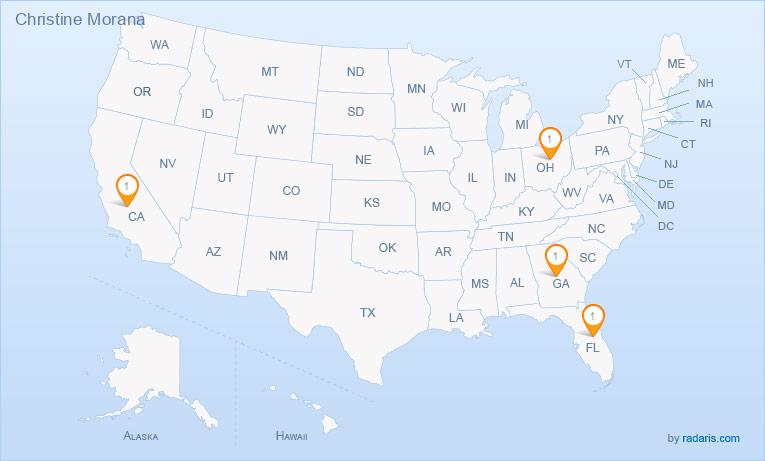 Christine Morana
WA
MT
ND
MN
ME
VT
NH
MA
RI
CT
OR
ID
WY
SD
WI
MI
NY
NV
UT
CO
NE
IA
IL
IN
1
OH
PA
NJ
DE
MD
DC
1
CA
KS
MO
KY
WV
VA
AZ
NM
OK
AR
TN
NC
SC
TX
LA
MS
AL
1
GA
1
FL
Alaska
Hawaii
by radaris.com